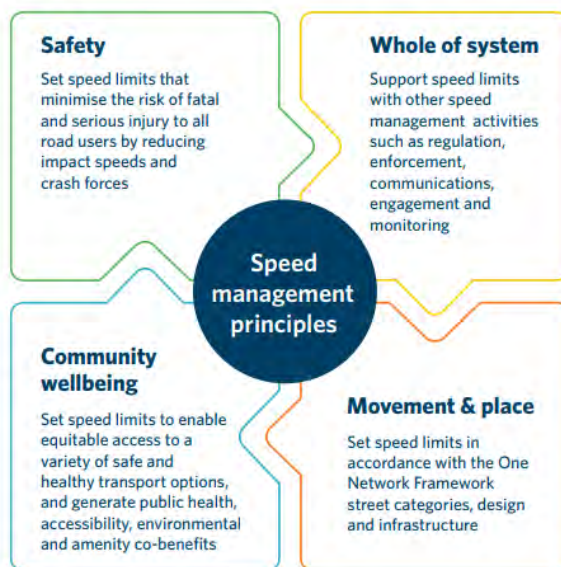 Safety
Set speed limits that
minimise the risk of fatal
and serious injury to all
road users by reducing
impact speeds and
crash forces
Whole of system
Support speed limits
with other speed
management activities
such as regulation,
enforcement,
communications,
engagement and
monitoring
Speed
management
principles
Community
wellbeing
Set speed limits to enable
equitable access to a
variety of safe and
healthy transport options,
and generate public health,
accessibility, environmental
and amenity co-benefits
Movement & place
Set speed limits in
accordance with the One
Network Framework
street categories, design
and infrastructure